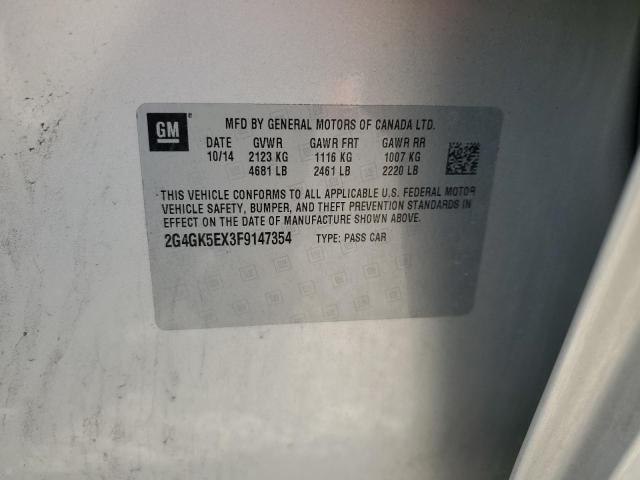 GM
MFD BY GENERAL MOTORS OF CANADA LTD.
DATE GVWR GAWR FRT GAWR RR
10/14 2123 KG 1116 KG 1007 KG
4681 LB 2461 LB 2220 LB
THIS VEHICLE CONFORMS TO ALL APPLICABLE U.S. FEDERAL MOTOR
VEHICLE SAFETY, BUMPER, AND THEFT PREVENTION STANDARDS IN
EFFECT ON THE DATE OF MANUFACTURE SHOWN ABOVE.
2G4GK5EX3F9147354 TYPE: PASS CAR